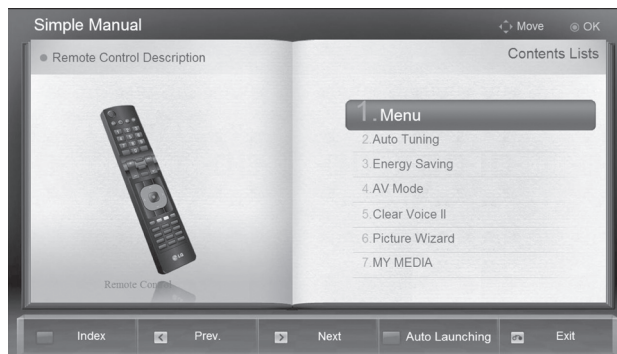 Simple Manual
Move
OK
Remote Control Description
Contents Lists
1. Menu
2. Auto Tuning
3. Energy Saving
4. AV Mode
5. Clear Voice II
6. Picture Wizard
7. MY MEDIA
LG
Remote Control
Index
Prev.
Next
Auto Launching
Exit